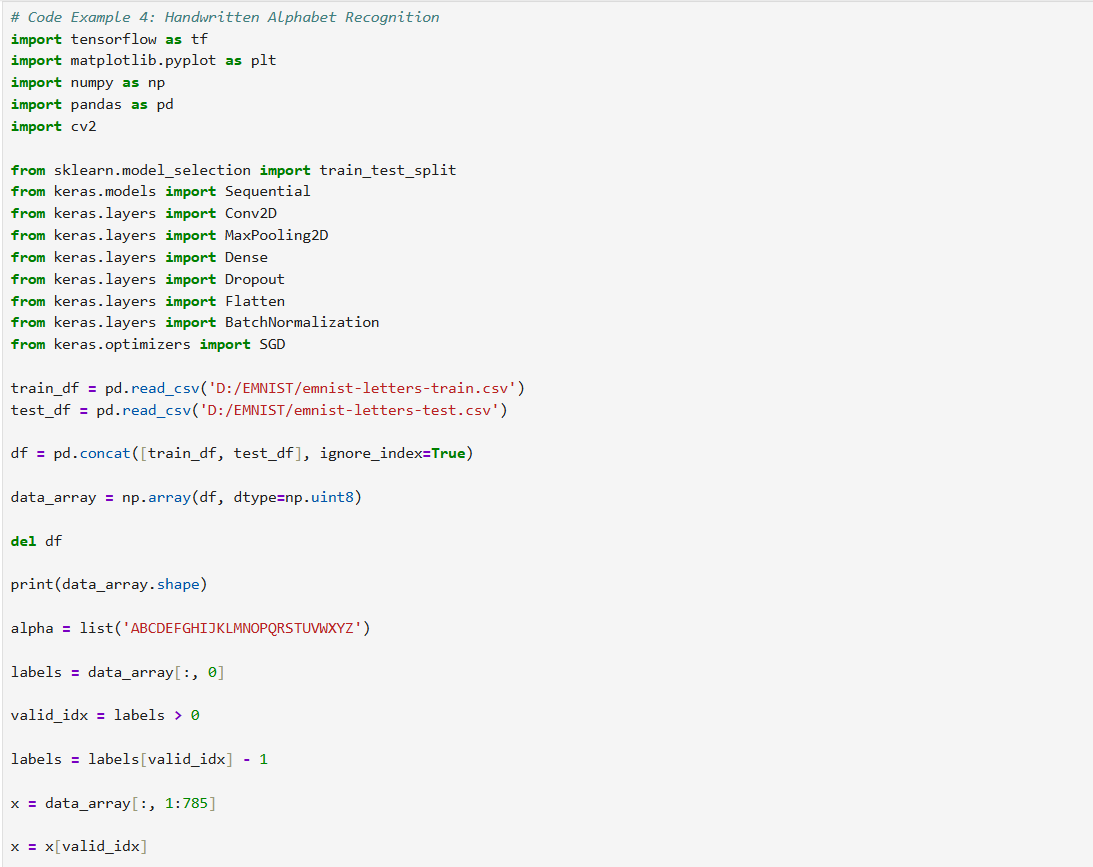 # Code Example 4: Handwritten Alphabet Recognition
import tensorflow as tf
import matplotlib.pyplot as plt
import numpy as np
import pandas as pd
import cv2
from sklearn.model_selection import train_test_split
from keras.models import Sequential
from keras.layers import Conv2D
from keras.layers import MaxPooling2D
from keras.layers import Dense
from keras.layers import Dropout
from keras.layers import Flatten
from keras.layers import BatchNormalization
from keras.optimizers import SGD
train_df = pd.read_csv('D:/EMNIST/emnist-letters-train.csv')
test_df = pd.read_csv('D:/EMNIST/emnist-letters-test.csv')
df = pd.concat([train_df, test_df], ignore_index=True)
data_array = np.array(df, dtype=np.uint8)
del df
print(data_array.shape)
alpha = list('ABCDEFGHIJKLMNOPQRSTUVWXYZ')
labels = data_array[:, 0]
valid_idx = labels > 0
labels = labels[valid_idx] - 1
x = data_array[:, 1:785]
x = x[valid_idx]